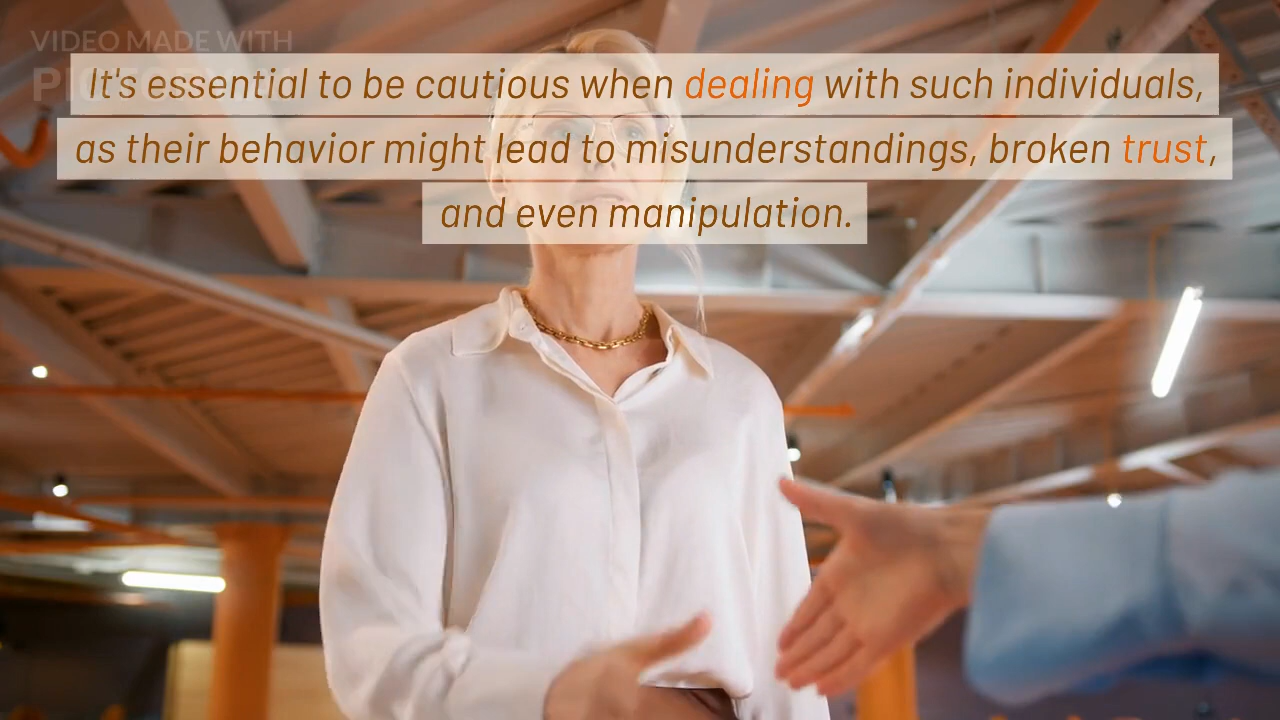 VIDEO MADE WITH
It's essential to be cautious when dealing with such individuals,
as their behavior might lead to misunderstandings, broken trust,
and even manipulation.